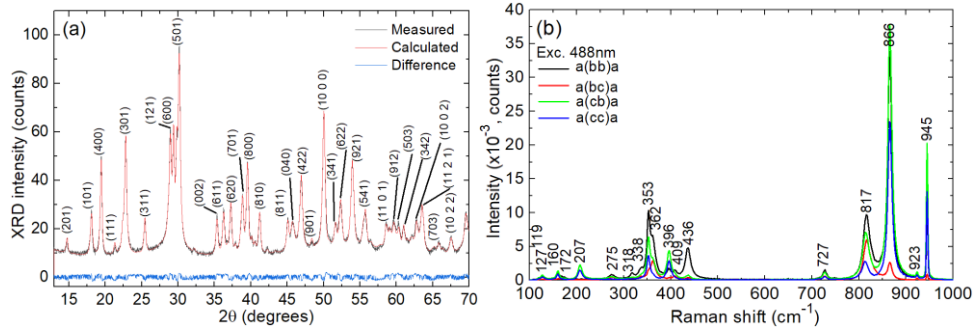 (a)
Measured
Calculated
Difference
XRD intensity (counts)
100
80
60
40
20
0
(201)
(101)
(400)
(111)
(301)
(311)
(121)
(600)
(501)
(002)
(611)
(620)
(701)
(800)
(810)
(811)
(040)
(422)
(901)
(10 0 0)
(341)
(622)
(921)
(541)
(11 0 1)
(912)
(503)
(342)
(10 0 2)
(11 2 1)
(703)
(10 2 2)
15 20 25 30 35 40 45 50 55 60 65 70
2θ (degrees)
(b)
Exc. 488nm
a(bb)a
a(bc)a
a(cb)a
a(cc)a
Intensity (x10⁻³, counts)
40
35
30
25
20
15
10
5
0
119
127
160
172
207
275
318
338
353
362
396
409
436
727
817
866
923
945
100 200 300 400 500 600 700 800 900 1000
Raman shift (cm⁻¹)